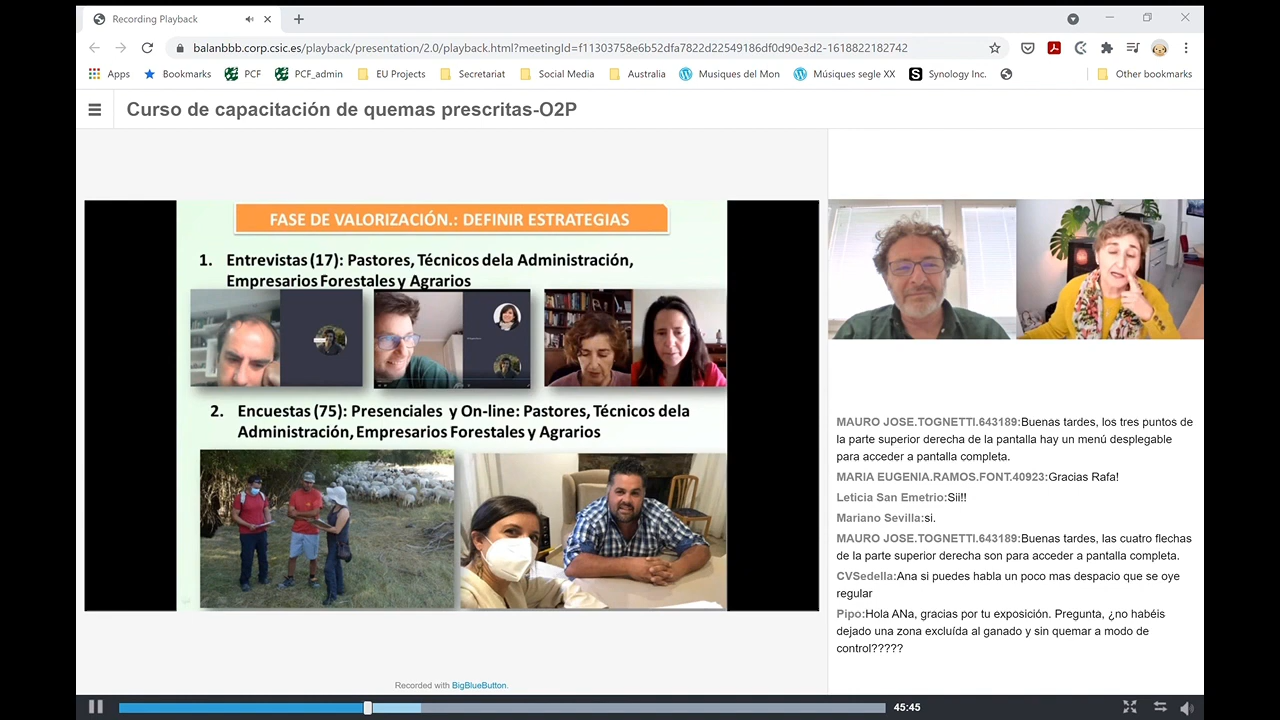 Recording Playback
balanbbb.corp.csic.es/playback/presentation/2.0/playback.html?meetingId=f11303758e6b52dfa7822d22549186df0d90e3d2-1618822182742
Apps Bookmarks PCF PCF_admin EU Projects Secretariat Social Media Australia Musiques del Mon Músiques segle XX Synology Inc. Other bookmarks
Curso de capacitación de quemas prescritas-O2P
FASE DE VALORIZACIÓN.: DEFINIR ESTRATEGIAS
1. Entrevistas (17): Pastores, Técnicos dela Administración,
Empresarios Forestales y Agrarios
2. Encuestas (75): Presenciales y On-line: Pastores, Técnicos dela
Administración, Empresarios Forestales y Agrarios
MAURO JOSE.TOGNETTI.643189:Buenas tardes, los tres puntos de
la parte superior derecha de la pantalla hay un menú desplegable
para acceder a pantalla completa.
MARIA EUGENIA.RAMOS.FONT.40923:Gracias Rafa!
Leticia San Emetrio:Sii!!
Mariano Sevilla:si.
MAURO JOSE.TOGNETTI.643189:Buenas tardes, las cuatro flechas
de la parte superior derecha son para acceder a pantalla completa.
CVSedella:Ana si puedes habla un poco mas despacio que se oye
regular
Pipo:Hola ANa, gracias por tu exposición. Pregunta, ¿no habéis
dejado una zona excluída al ganado y sin quemar a modo de
control?????
Recorded with BigBlueButton.
45:45